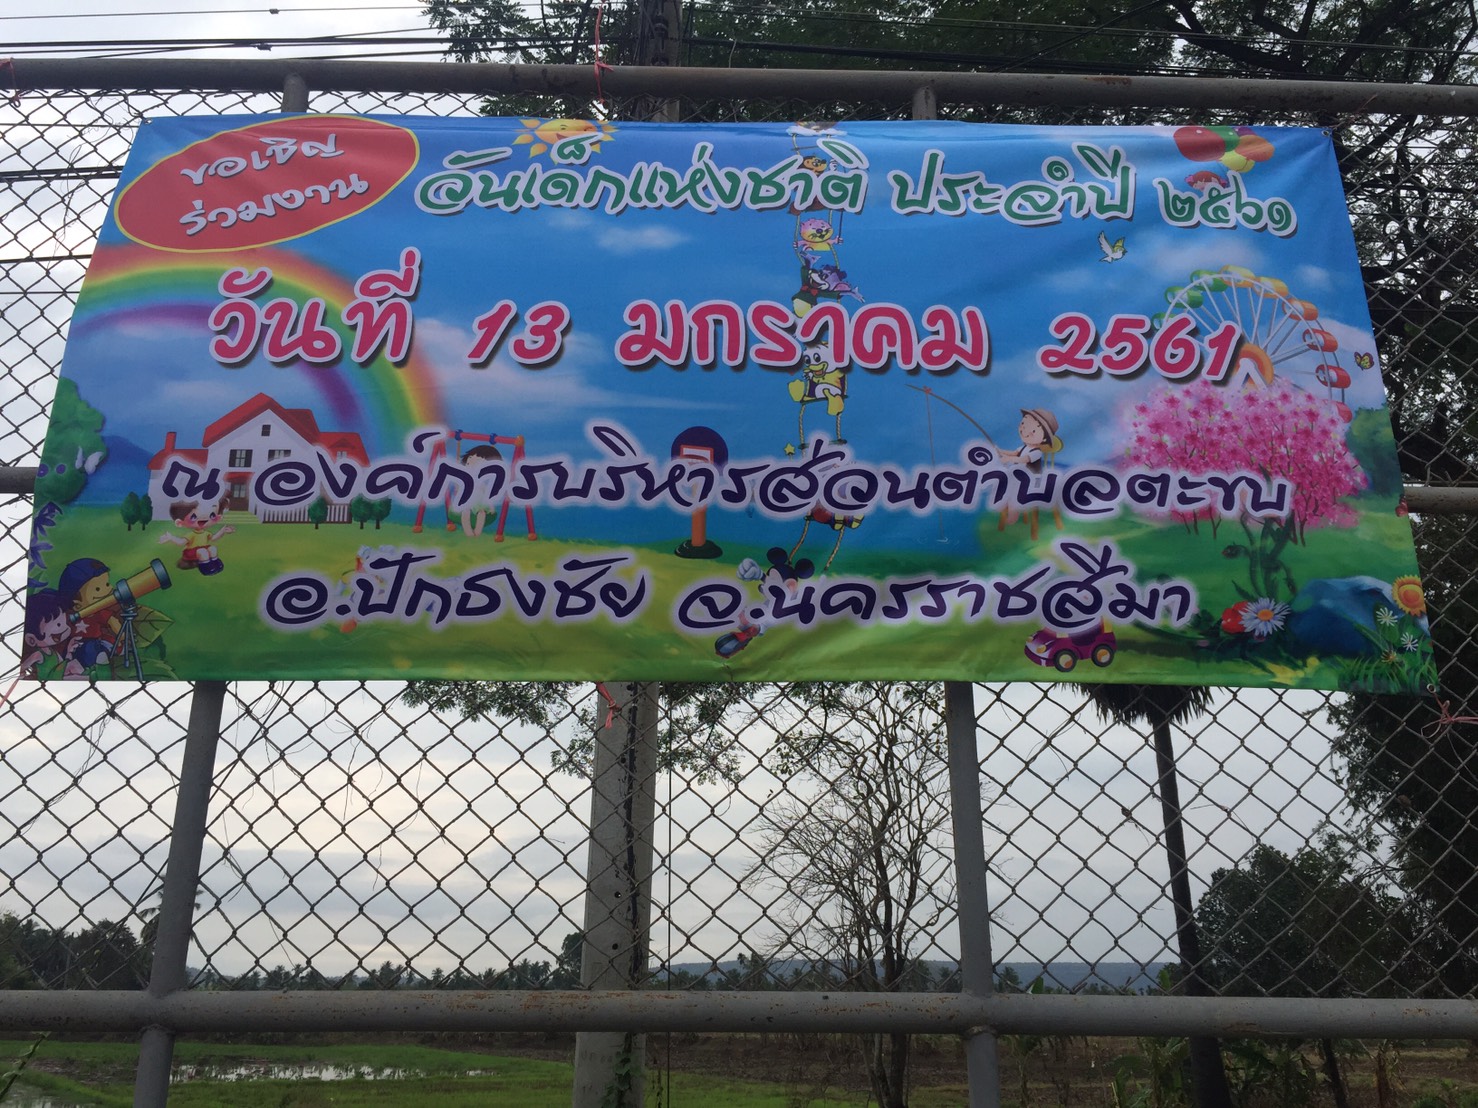 ขอเชิญ
ร่วมงาน
วันเด็กแห่งชาติ ประจำปี ๒๕๖๑
วันที่ 13 มกราคม 2561
ณ องค์การบริหารส่วนตำบลตะขบ
อ.ปักธงชัย จ.นครราชสีมา